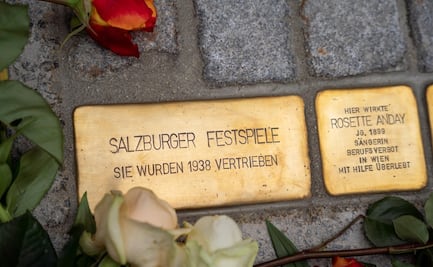 SALZBURGER FESTSPIELE
SIE WURDEN 1938 VERTRIEBEN
HIER WIRKTE
ROSETTE ANDAY
JG. 1899
SÄNGERIN
BERUFSVERBOT
IN WIEN
MIT HILFE ÜBERLEBT